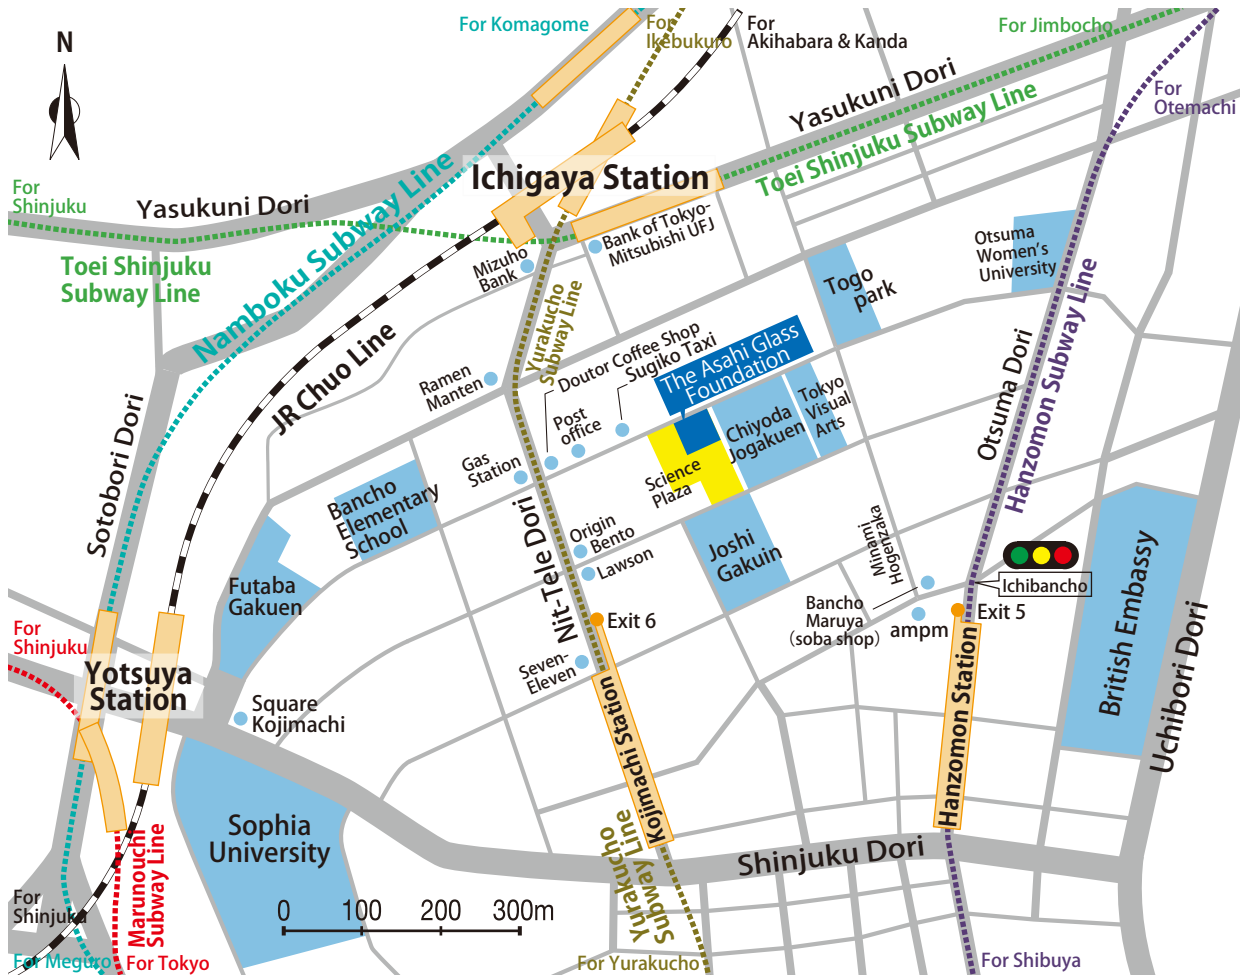 N
For Komagome
For
Ikebukuro
For
Akihabara & Kanda
For Jimbocho
For
Otemachi
Yasukuni Dori
Toei Shinjuku Subway Line
Ichigaya Station
For
Shinjuku
Yasukuni Dori
Namboku Subway Line
Toei Shinjuku
Subway Line
Mizuho
Bank
Bank of Tokyo-
Mitsubishi UFJ
Otsuma
Women's
University
Togo
park
Yurakucho
Subway Line
JR Chuo Line
Doutor Coffee Shop
Sugiko Taxi
The Asahi Glass
Foundation
Ramen
Manten
Post
office
Chiyoda
Jogakuen
Tokyo
Visual
Arts
Otsuma Dori
Hanzomon Subway Line
Sotobori Dori
Gas
Station
Science
Plaza
Bancho
Elementary
School
Nit-Tele Dori
Origin
Bento
Lawson
Joshi
Gakuin
Minami
Hogenzaka
Ichibancho
British Embassy
Uchibori Dori
Futaba
Gakuen
Exit 6
Bancho
Maruya
(soba shop)
ampm
Exit 5
For
Shinjuku
Yotsuya
Station
Seven-
Eleven
Square
Kojimachi
Kojimachi Station
Hanzomon Station
Sophia
University
Yurakucho
Subway Line
Shinjuku Dori
Marunouchi
Subway Line
For
Shinjuku
0 100 200 300m
For Meguro
For Tokyo
For Yurakucho
For Shibuya